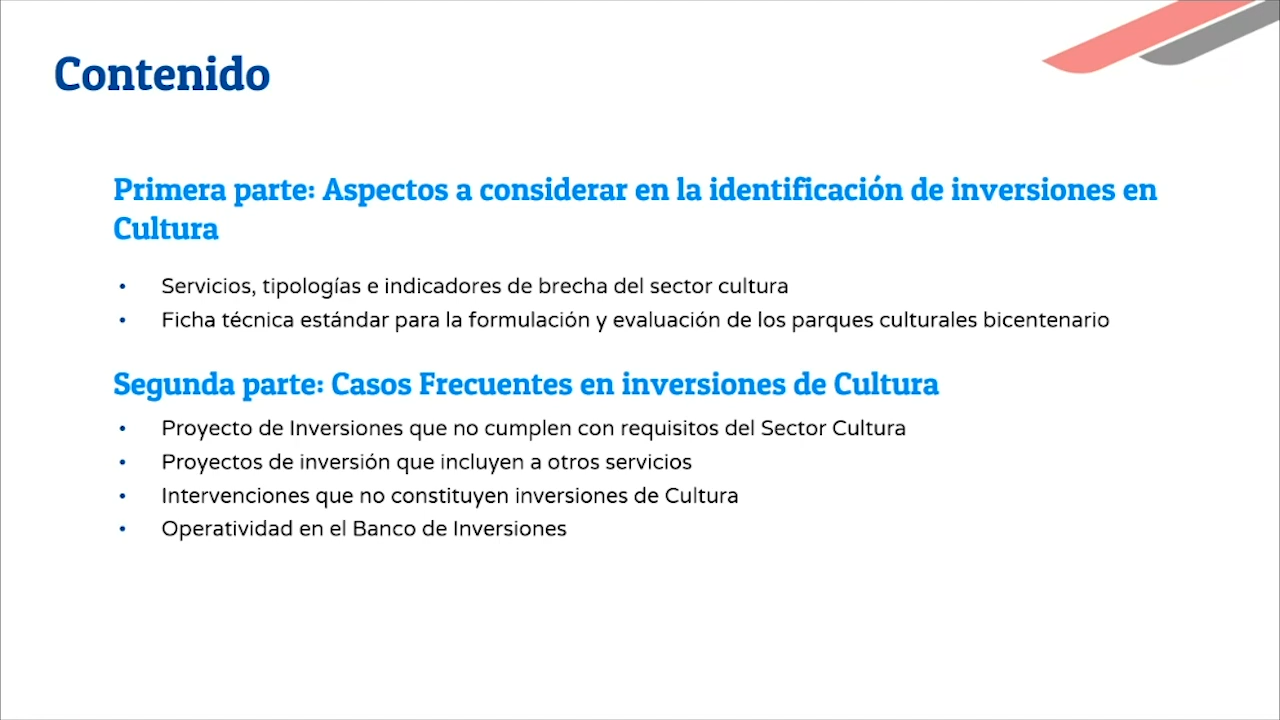 Contenido
Primera parte: Aspectos a considerar en la identificación de inversiones en
Cultura
• Servicios, tipologías e indicadores de brecha del sector cultura
• Ficha técnica estándar para la formulación y evaluación de los parques culturales bicentenario
Segunda parte: Casos Frecuentes en inversiones de Cultura
• Proyecto de Inversiones que no cumplen con requisitos del Sector Cultura
• Proyectos de inversión que incluyen a otros servicios
• Intervenciones que no constituyen inversiones de Cultura
• Operatividad en el Banco de Inversiones